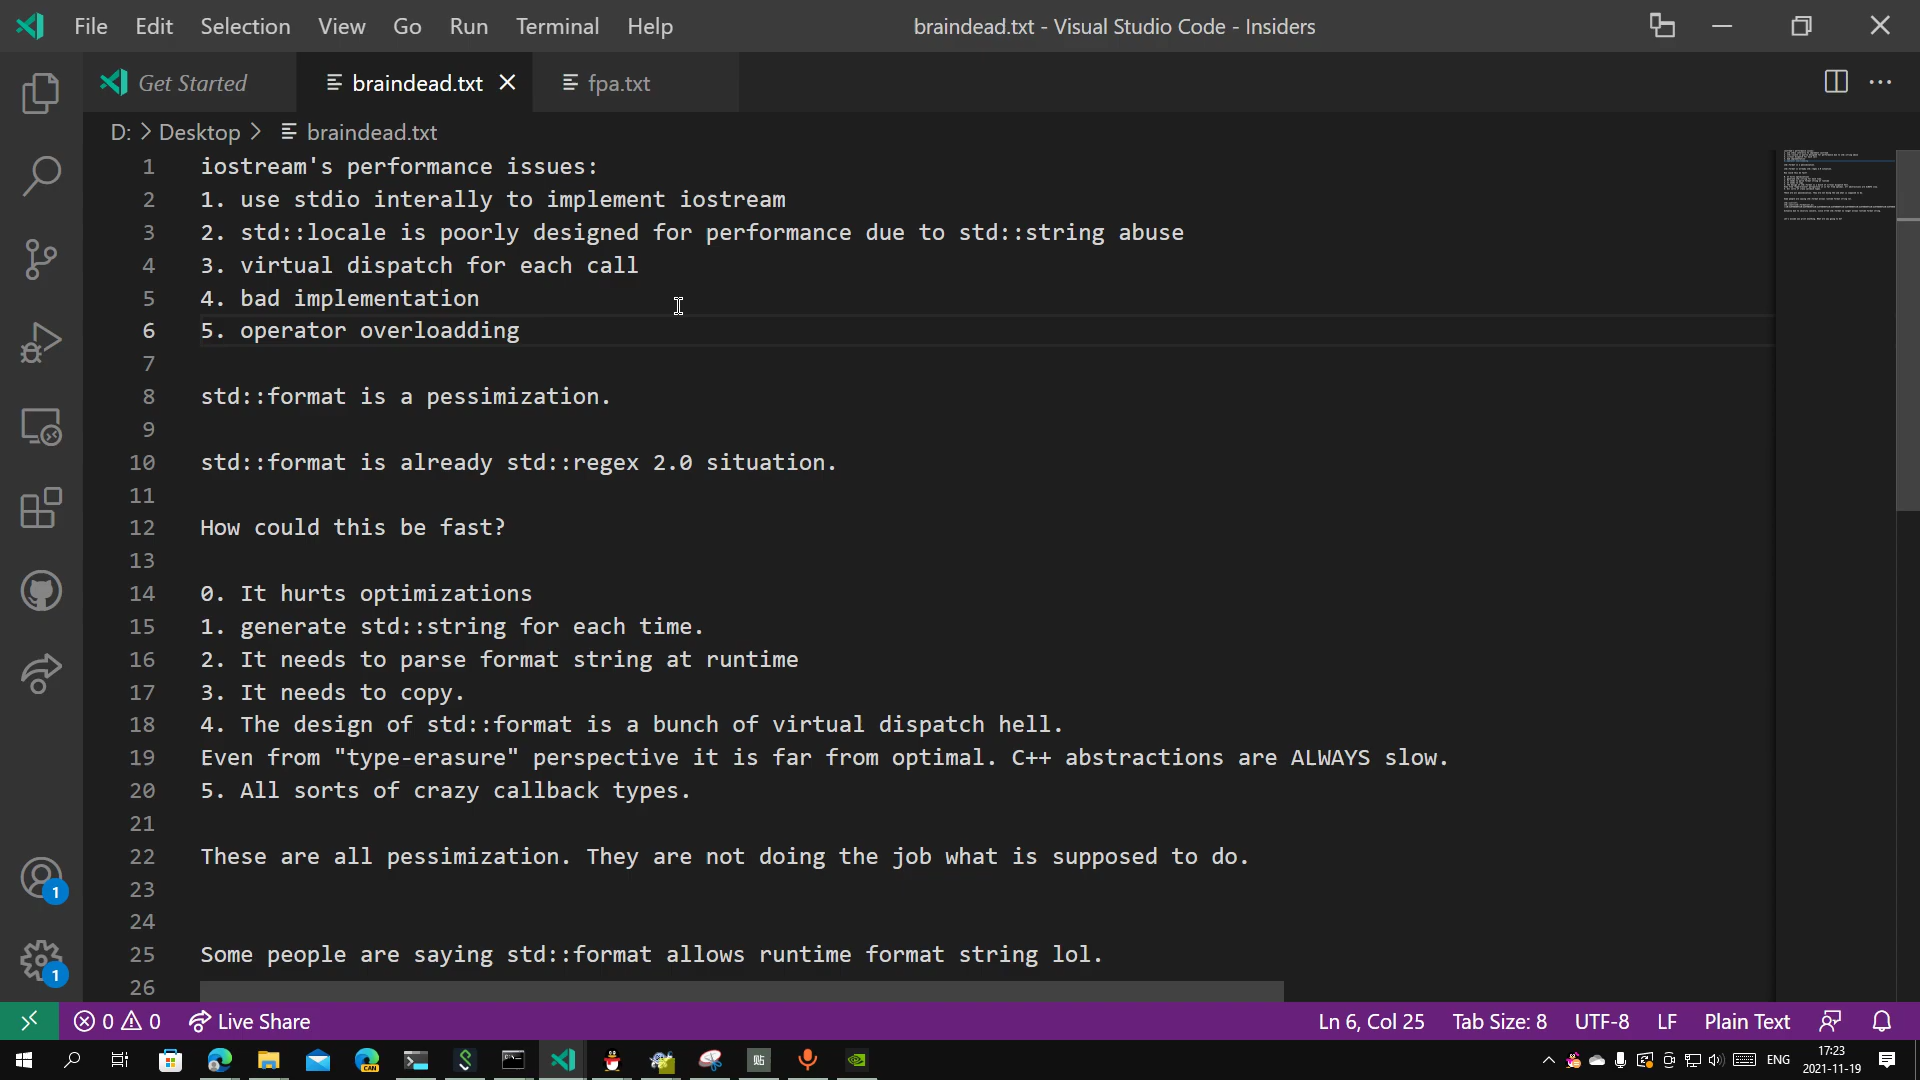 File Edit Selection View Go Run Terminal Help braindead.txt - Visual Studio Code - Insiders
Get Started braindead.txt fpa.txt
D: > Desktop > braindead.txt
1 iostream's performance issues:
2 1. use stdio interally to implement iostream
3 2. std::locale is poorly designed for performance due to std::string abuse
4 3. virtual dispatch for each call
5 4. bad implementation
6 5. operator overloadding
7
8 std::format is a pessimization.
9
10 std::format is already std::regex 2.0 situation.
11
12 How could this be fast?
13
14 0. It hurts optimizations
15 1. generate std::string for each time.
16 2. It needs to parse format string at runtime
17 3. It needs to copy.
18 4. The design of std::format is a bunch of virtual dispatch hell.
19 Even from "type-erasure" perspective it is far from optimal. C++ abstractions are ALWAYS slow.
20 5. All sorts of crazy callback types.
21
22 These are all pessimization. They are not doing the job what is supposed to do.
23
24
25 Some people are saying std::format allows runtime format string lol.
26
1
1
0 0 Live Share Ln 6, Col 25 Tab Size: 8 UTF-8 LF Plain Text
CAN
ENG
17:23
2021-11-19